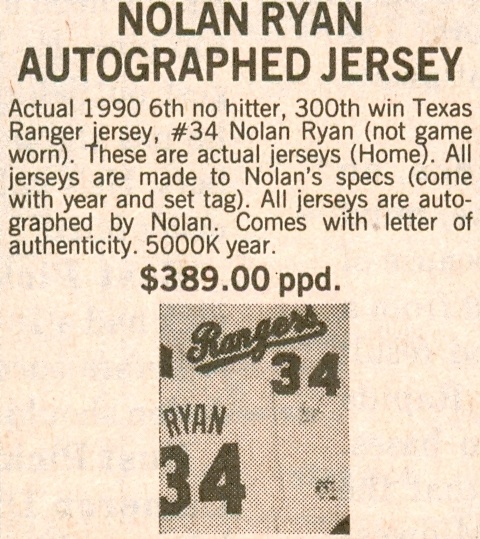 NOLAN RYAN
AUTOGRAPHED JERSEY
Actual 1990 6th no hitter, 300th win Texas
Ranger jersey, #34 Nolan Ryan (not game
worn). These are actual jerseys (Home). All
jerseys are made to Nolan's specs (come
with year and set tag). All jerseys are auto-
graphed by Nolan. Comes with letter of
authenticity. 5000K year.
$389.00 ppd.
Rangers
34
RYAN
34